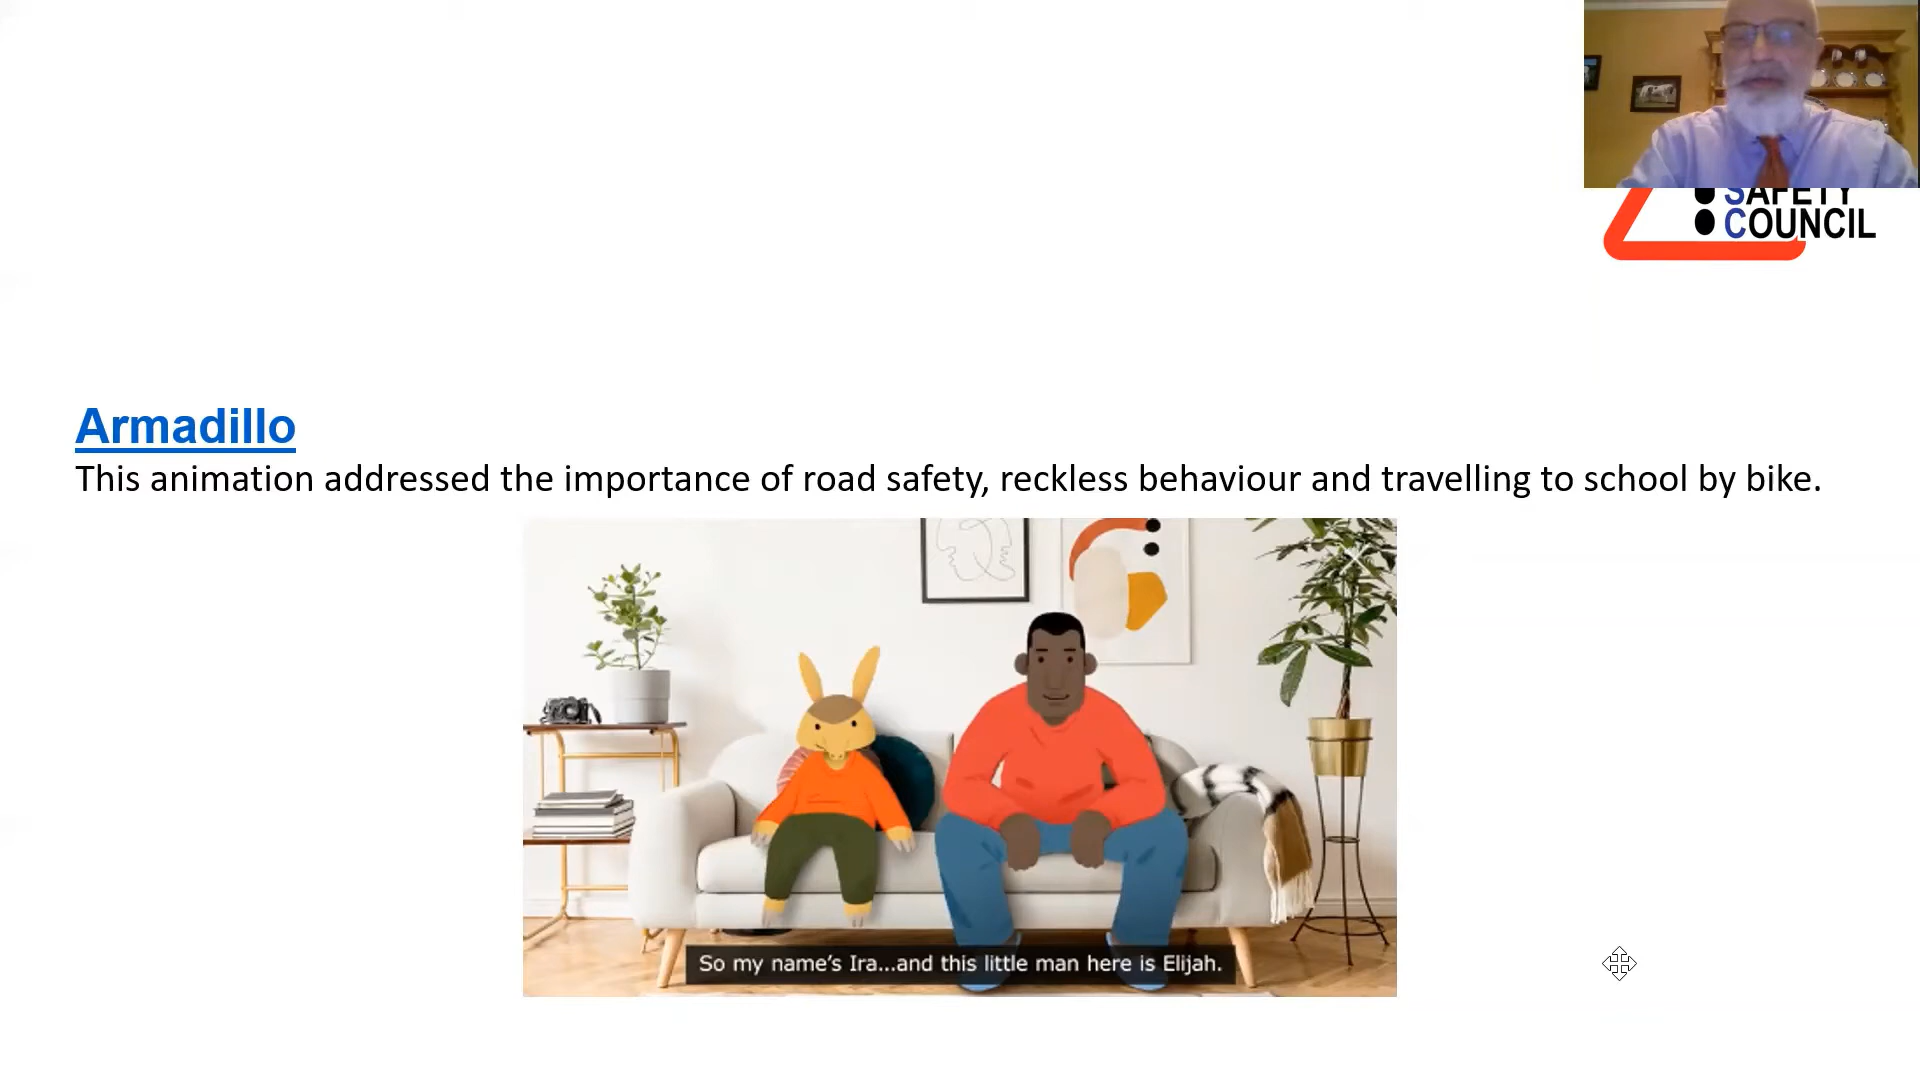 SAFETY
COUNCIL
Armadillo
This animation addressed the importance of road safety, reckless behaviour and travelling to school by bike.
So my name’s Ira...and this little man here is Elijah.